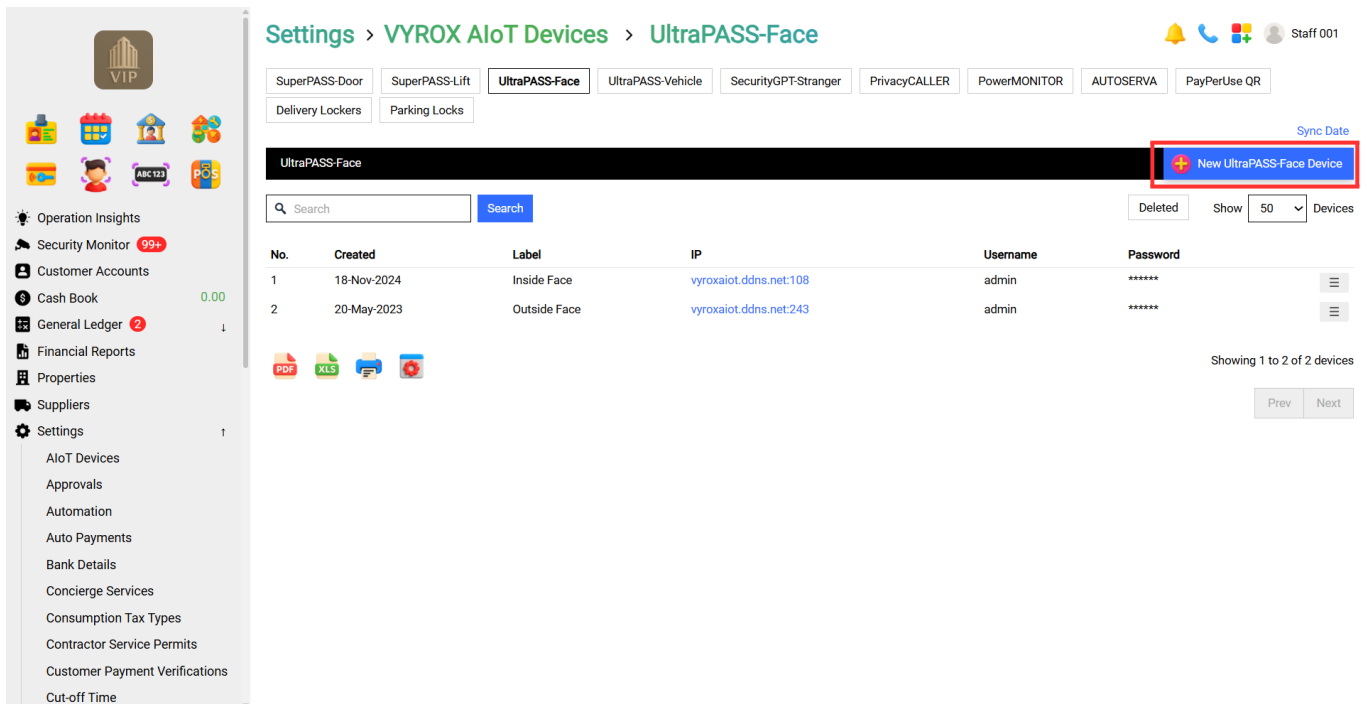 VIP
Settings > VYROX AIoT Devices > UltraPASS-Face
Staff 001
SuperPASS-Door SuperPASS-Lift UltraPASS-Face UltraPASS-Vehicle SecurityGPT-Stranger PrivacyCALLER PowerMONITOR AUTOSERVA PayPerUse QR
Delivery Lockers Parking Locks
Sync Date
UltraPASS-Face New UltraPASS-Face Device
Search Search Deleted Show 50 Devices
No. Created Label IP Username Password
1 18-Nov-2024 Inside Face vyroxaiot.ddns.net:108 admin ******
2 20-May-2023 Outside Face vyroxaiot.ddns.net:243 admin ******
PDF XLS
Showing 1 to 2 of 2 devices
Prev Next
ABC 123 POS
Operation Insights
Security Monitor 99+
Customer Accounts
Cash Book 0.00
General Ledger 2 ↓
Financial Reports
Properties
Suppliers
Settings ↑
AIoT Devices
Approvals
Automation
Auto Payments
Bank Details
Concierge Services
Consumption Tax Types
Contractor Service Permits
Customer Payment Verifications
Cut-off Time